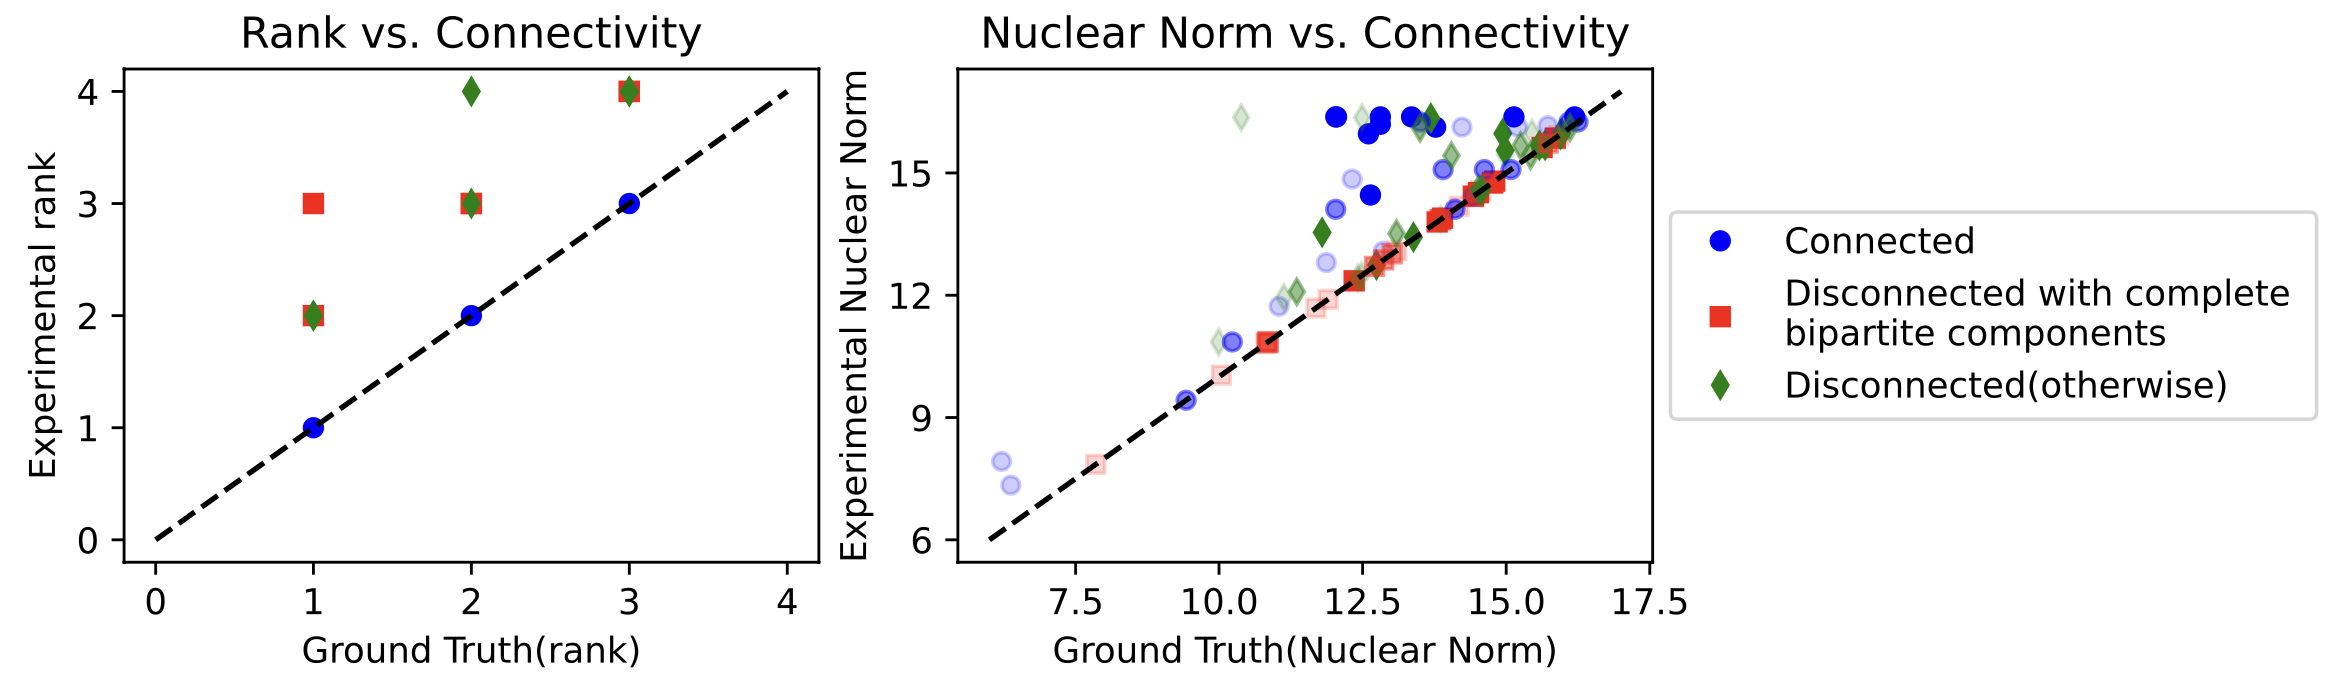 Rank vs. Connectivity
Experimental rank
4
3
2
1
0
0 1 2 3 4
Ground Truth(rank)
Nuclear Norm vs. Connectivity
Experimental Nuclear Norm
15
12
9
6
7.5 10.0 12.5 15.0 17.5
Ground Truth(Nuclear Norm)
Connected
Disconnected with complete
bipartite components
Disconnected(otherwise)